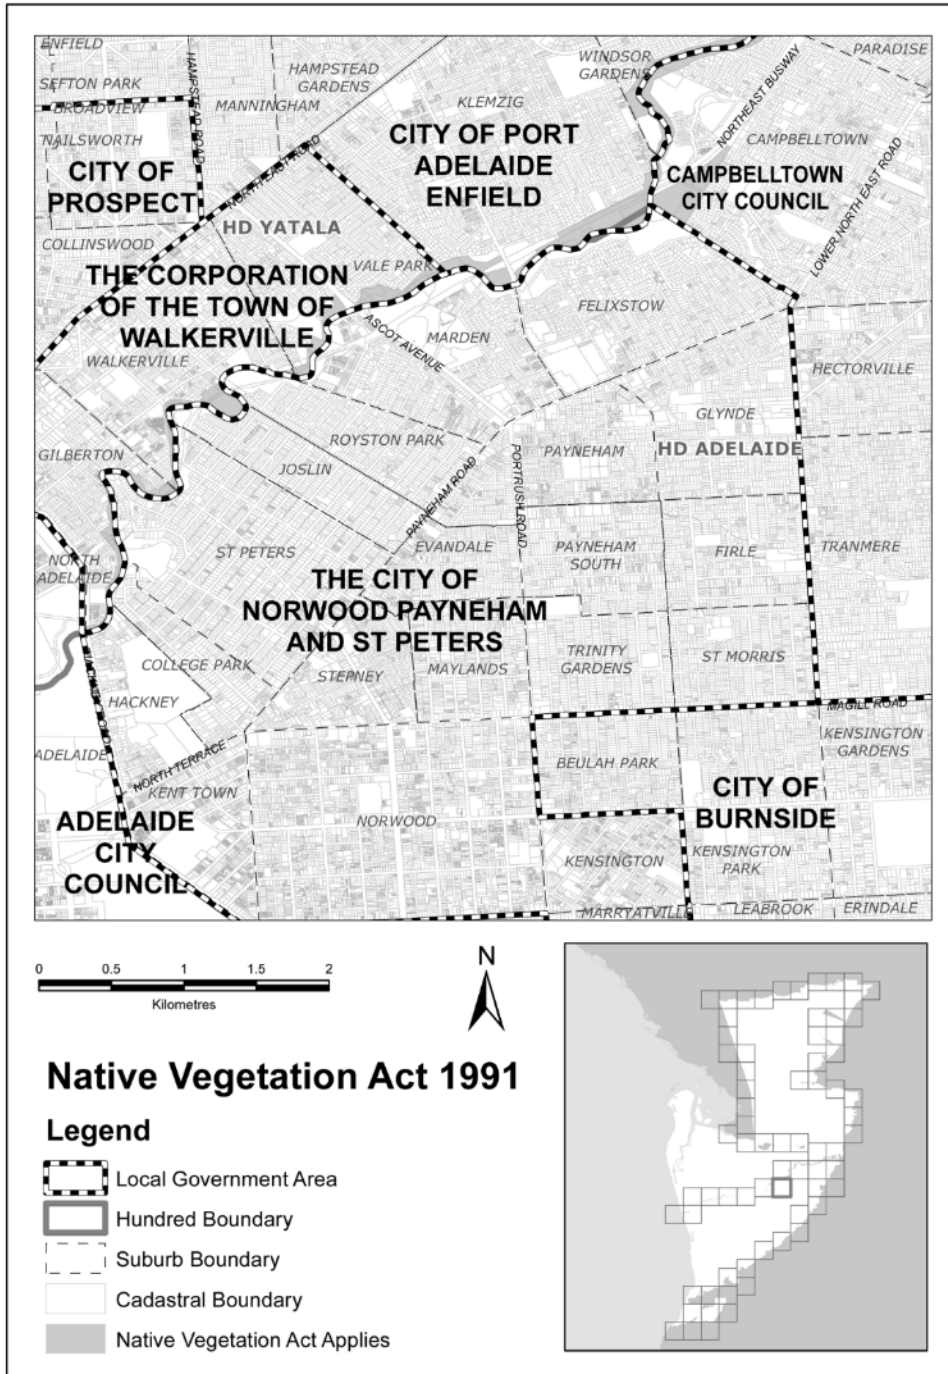 ENFIELD
SEFTON PARK
BROADVIEW
NAILSWORTH
HAMPSTEAD ROAD
MANNINGHAM
HAMPSTEAD
GARDENS
KLEMZIG
WINDSOR
GARDENS
NORTHEAST BUSWAY
PARADISE
CAMPBELLTOWN
LOWER NORTH EAST ROAD
CITY OF
PROSPECT
NORTH EAST ROAD
CITY OF PORT
ADELAIDE
ENFIELD
CAMPBELLTOWN
CITY COUNCIL
COLLINSWOOD
HD YATALA
VALE PARK
THE CORPORATION
OF THE TOWN OF
WALKERVILLE
WALKERVILLE
ASCOT AVENUE
MARDEN
FELIXSTOW
HECTORVILLE
GLYNDE
GILBERTON
ROYSTON PARK
JOSLIN
PAYNEHAM ROAD
PORTRUSH ROAD
PAYNEHAM
HD ADELAIDE
NORTH
ADELAIDE
ST PETERS
EVANDALE
PAYNEHAM
SOUTH
FIRLE
TRANMERE
THE CITY OF
NORWOOD PAYNEHAM
AND ST PETERS
COLLEGE PARK
STEPNEY
MAYLANDS
TRINITY
GARDENS
ST MORRIS
HACKNEY
MAGILL ROAD
ADELAIDE
NORTH TERRACE
KENT TOWN
BEULAH PARK
KENSINGTON
GARDENS
CITY OF
BURNSIDE
ADELAIDE
CITY
COUNCIL
NORWOOD
KENSINGTON
KENSINGTON
PARK
MARRYATVILLE
LEABROOK
ERINDALE
0 0.5 1 1.5 2
Kilometres
N
Native Vegetation Act 1991
Legend
Local Government Area
Hundred Boundary
Suburb Boundary
Cadastral Boundary
Native Vegetation Act Applies